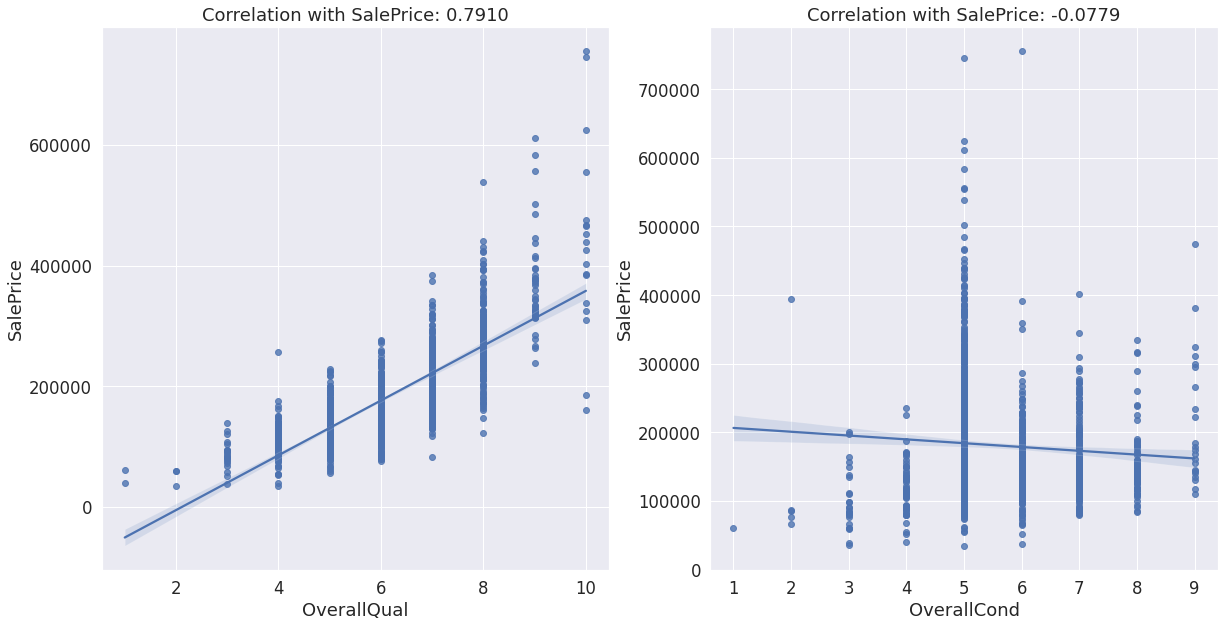 Correlation with SalePrice: 0.7910
SalePrice
600000
400000
200000
0
2 4 6 8 10
OverallQual
Correlation with SalePrice: -0.0779
SalePrice
700000
600000
500000
400000
300000
200000
100000
0
1 2 3 4 5 6 7 8 9
OverallCond